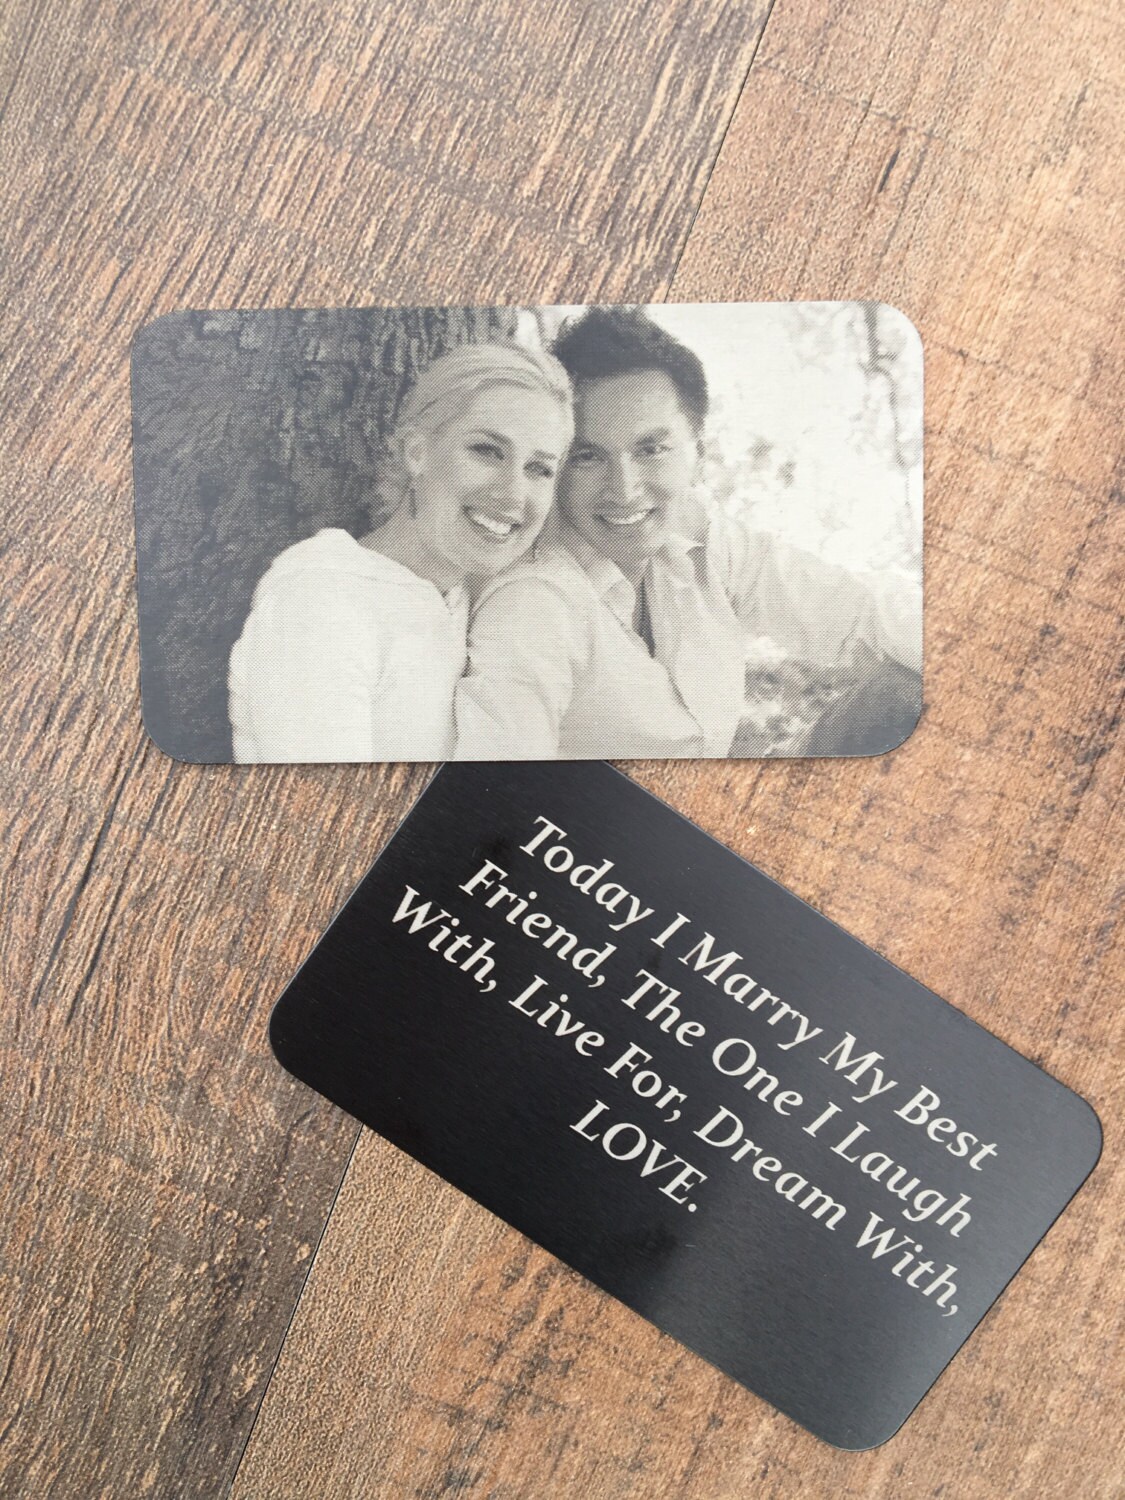 Today I Marry My Best
Friend, The One I Laugh
With, Live For, Dream With,
LOVE.